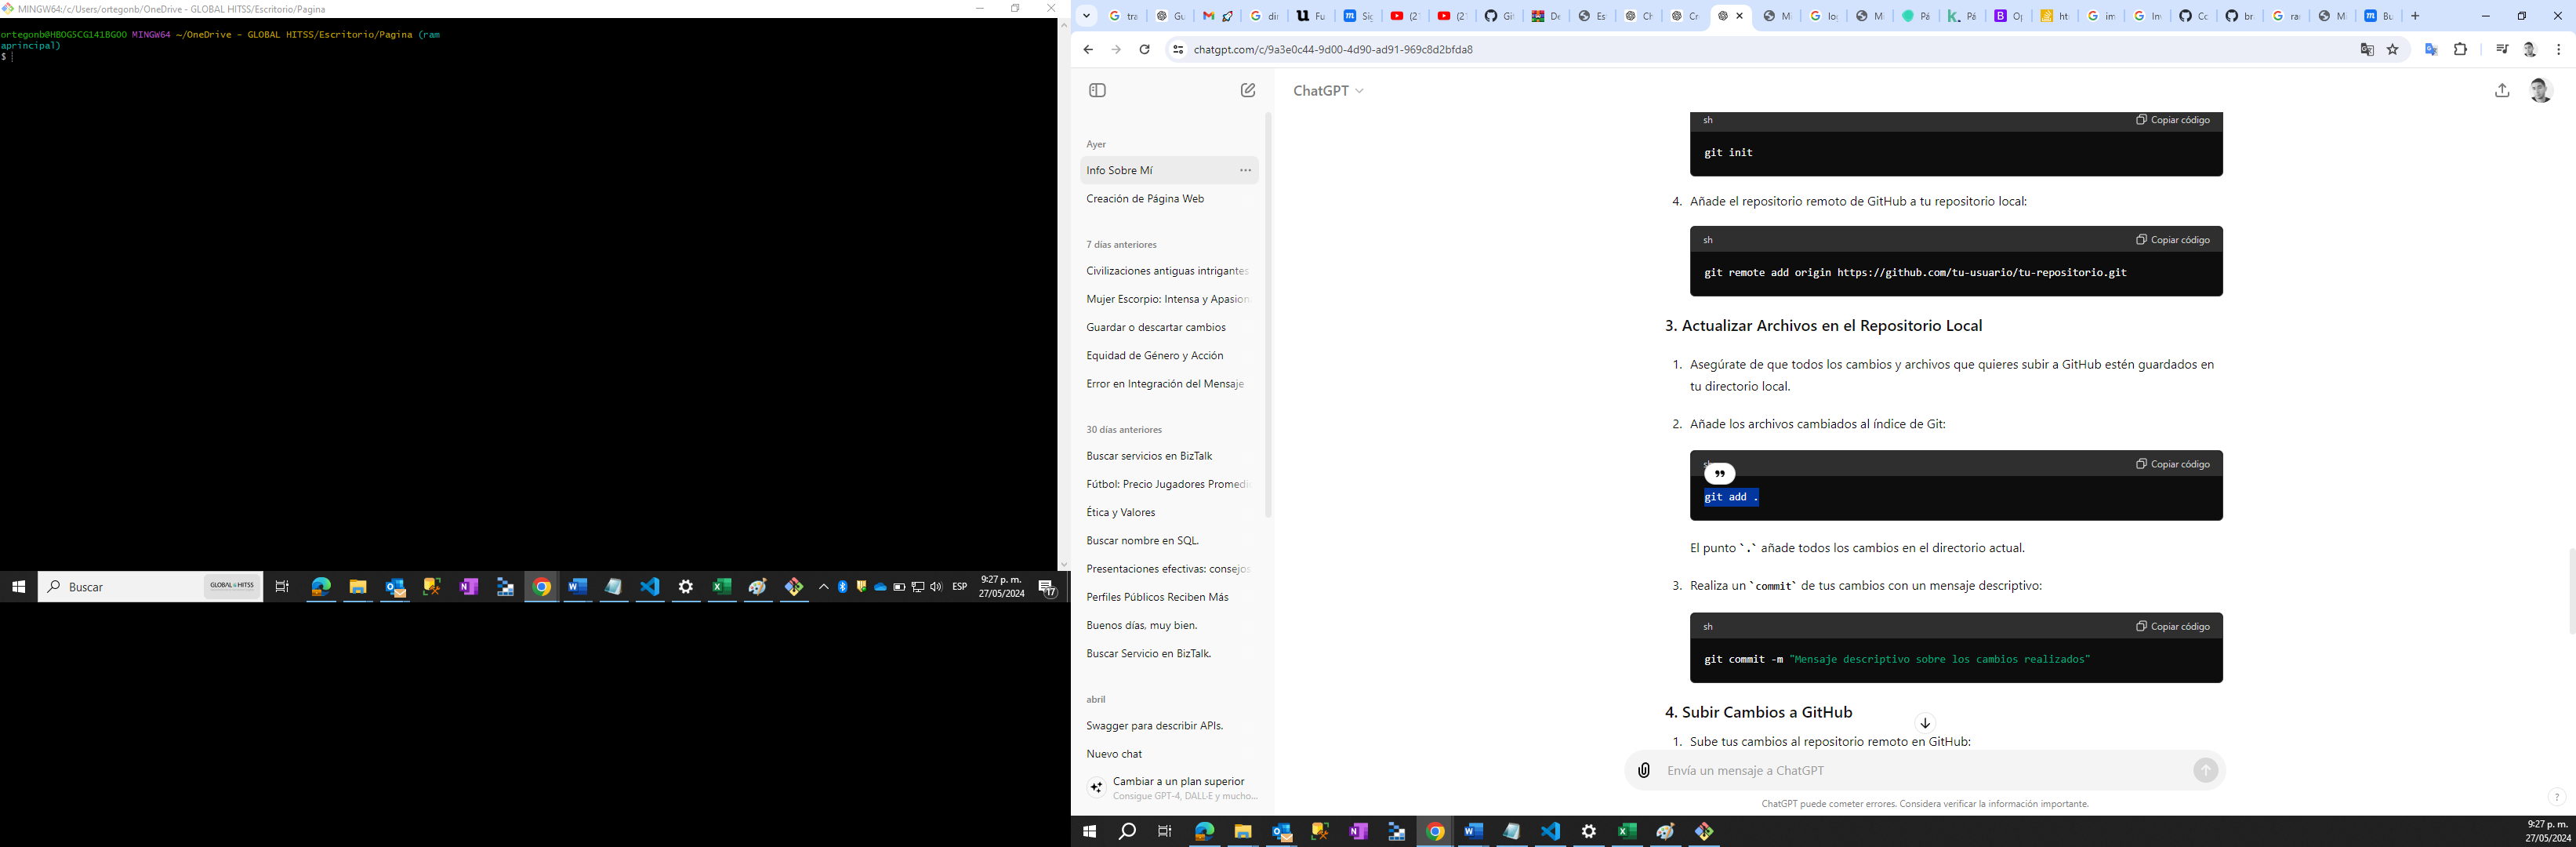 MINGW64:/c/Users/ortegonb/OneDrive - GLOBAL HITSS/Escritorio/Pagina
ortegonb@HBOG5CG141BG00 MINGW64 ~/OneDrive - GLOBAL HITSS/Escritorio/Pagina (ram
aprincipal)
$
Buscar
GLOBAL HITSS
ESP
9:27 p. m.
27/05/2024
17
chatgpt.com/c/9a3e0c44-9d00-4d90-ad91-969c8d2bfda8
ChatGPT
Ayer
Info Sobre Mí
Creación de Página Web
7 días anteriores
Civilizaciones antiguas intrigantes
Mujer Escorpio: Intensa y Apasion
Guardar o descartar cambios
Equidad de Género y Acción
Error en Integración del Mensaje
30 días anteriores
Buscar servicios en BizTalk
Fútbol: Precio Jugadores Promedio
Ética y Valores
Buscar nombre en SQL.
Presentaciones efectivas: consejos
Perfiles Públicos Reciben Más
Buenos días, muy bien.
Buscar Servicio en BizTalk.
abril
Swagger para describir APIs.
Nuevo chat
Cambiar a un plan superior
Consigue GPT-4, DALL·E y mucho...
sh
Copiar código
git init
4. Añade el repositorio remoto de GitHub a tu repositorio local:
sh
Copiar código
git remote add origin https://github.com/tu-usuario/tu-repositorio.git
3. Actualizar Archivos en el Repositorio Local
1. Asegúrate de que todos los cambios y archivos que quieres subir a GitHub estén guardados en
tu directorio local.
2. Añade los archivos cambiados al índice de Git:
Copiar código
git add .
El punto `.` añade todos los cambios en el directorio actual.
3. Realiza un `commit` de tus cambios con un mensaje descriptivo:
sh
Copiar código
git commit -m "Mensaje descriptivo sobre los cambios realizados"
4. Subir Cambios a GitHub
1. Sube tus cambios al repositorio remoto en GitHub:
Envía un mensaje a ChatGPT
ChatGPT puede cometer errores. Considera verificar la información importante.
?
9:27 p. m.
27/05/2024